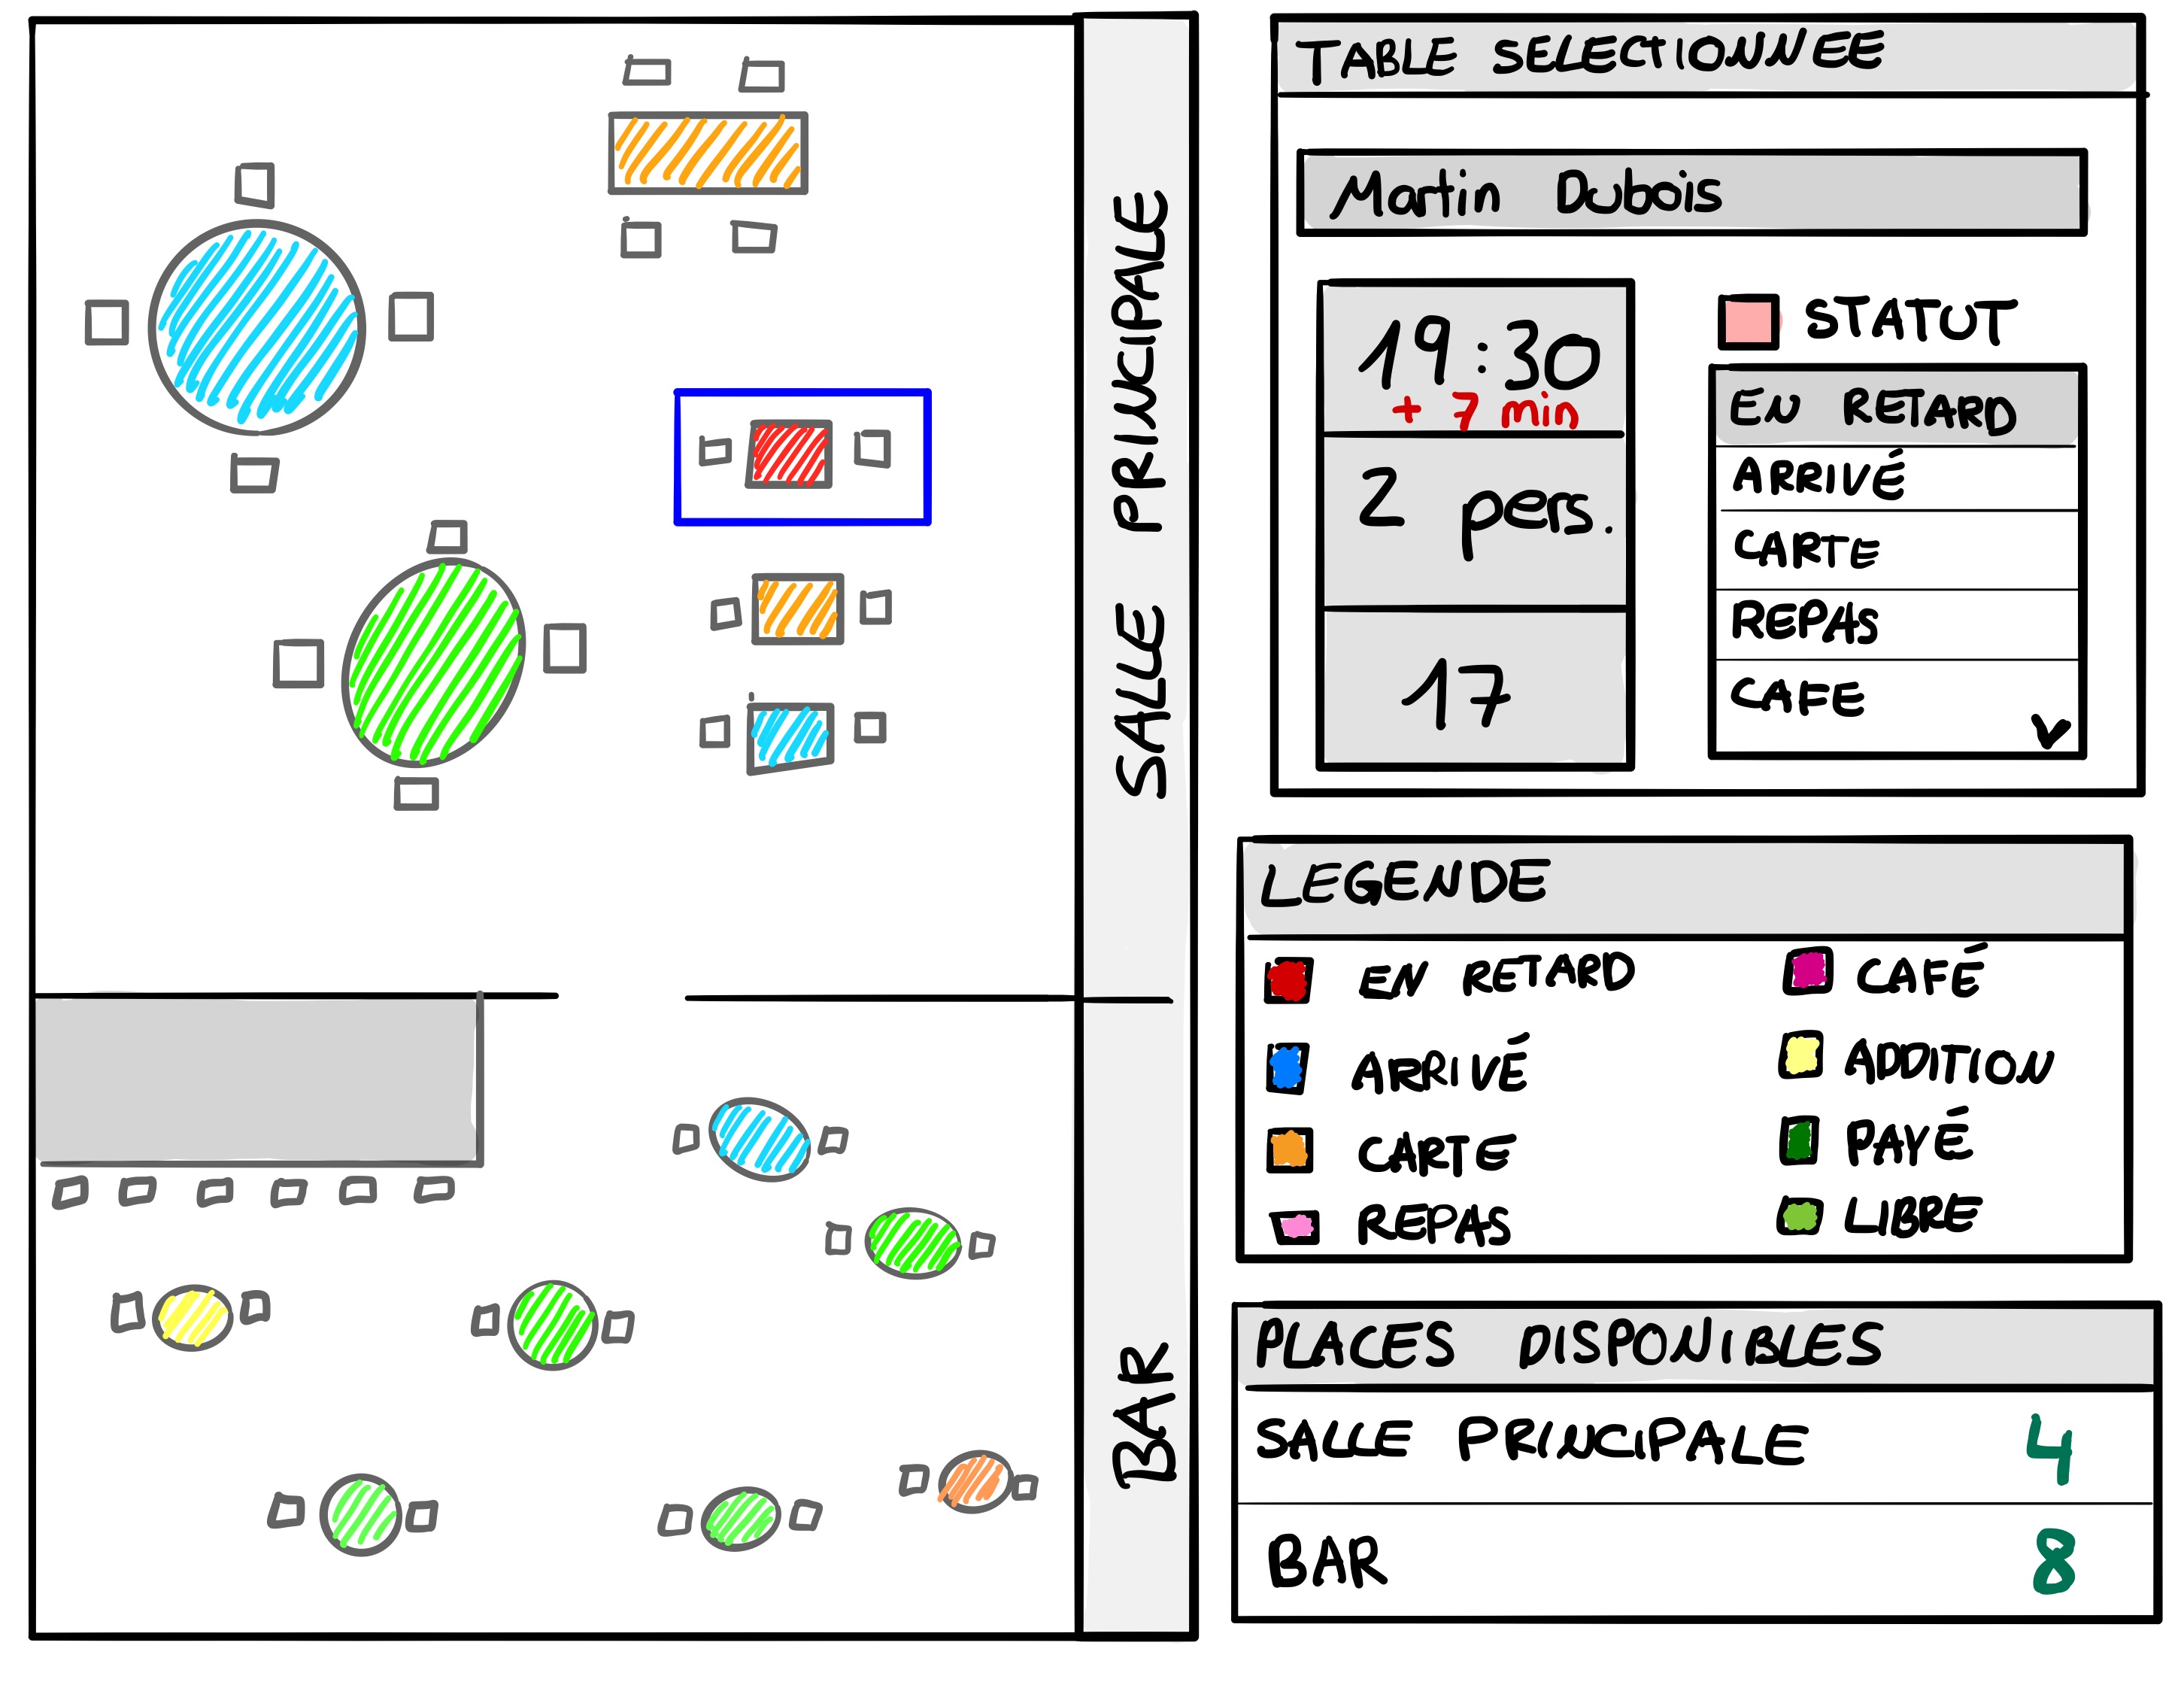 SALLE PRINCIPALE
BAR
TABLE SELECTIONNEE
Martin Dubois
19:30
+ 7 min
2 pers.
17
STATUT
EN RETARD
ARRIVÉ
CARTE
REPAS
CAFE
LEGENDE
EN RETARD
ARRIVÉ
CARTE
REPAS
CAFÉ
ADDITION
PAYÉ
LIBRE
PLACES DISPONIBLES
SALLE PRINCIPALE 4
BAR 8